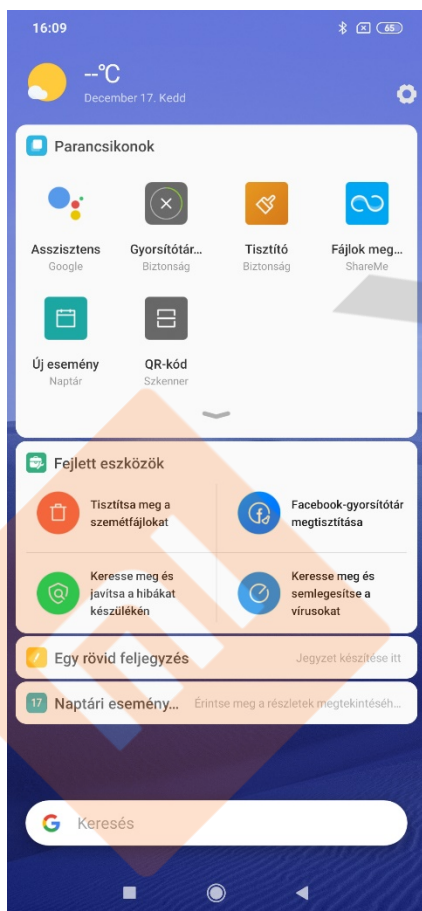 16:09
65
--°C
December 17. Kedd
Parancsikonok
Asszisztens
Google
Gyorsítótár...
Biztonság
Tisztító
Biztonság
Fájlok meg...
ShareMe
Új esemény
Naptár
QR-kód
Szkenner
Fejlett eszközök
Tisztítsa meg a
szemétfájlokat
Facebook-gyorsítótár
megtisztítása
Keresse meg és
javítsa a hibákat
készülékén
Keresse meg és
semlegesítse a
vírusokat
Egy rövid feljegyzés
Jegyzet készítése itt
17
Naptári esemény...
Érintse meg a részletek megtekintéséh...
G
Keresés